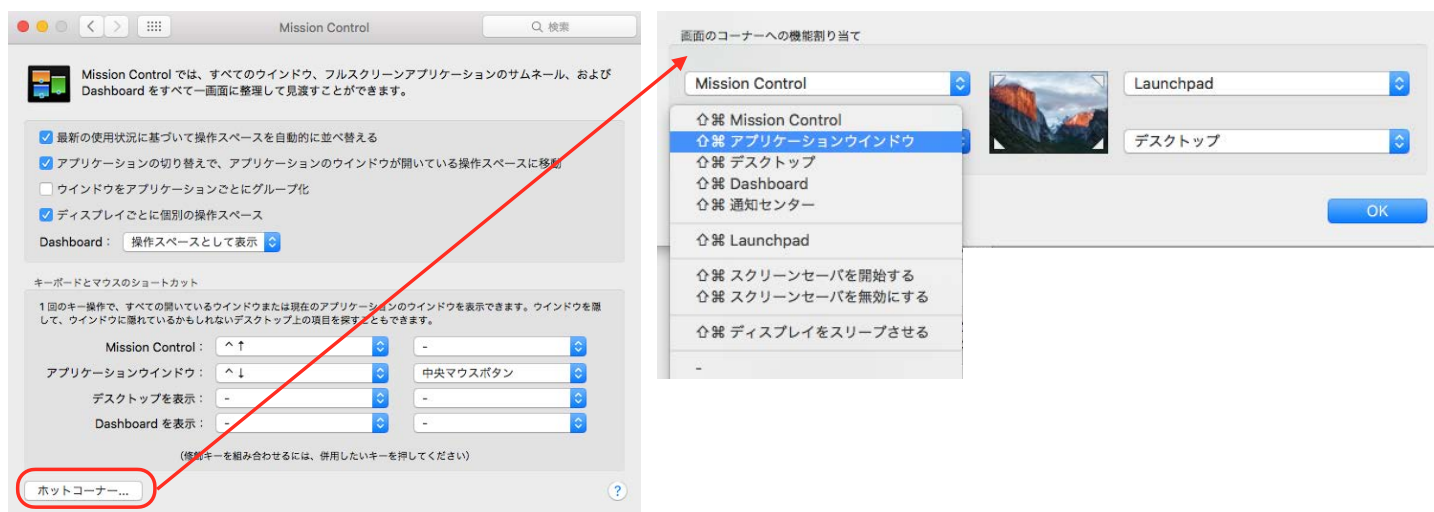 Mission Control
検索
Mission Control では、すべてのウインドウ、フルスクリーンアプリケーションのサムネール、および
Dashboard をすべて一画面に整理して見渡すことができます。
最新の使用状況に基づいて操作スペースを自動的に並べ替える
アプリケーションの切り替えで、アプリケーションのウインドウが開いている操作スペースに移動
ウインドウをアプリケーションごとにグループ化
ディスプレイごとに個別の操作スペース
Dashboard： 操作スペースとして表示
キーボードとマウスのショートカット
1回のキー操作で、すべての開いているウインドウまたは現在のアプリケーションのウインドウを表示できます。ウインドウを隠
して、ウインドウに隠れているかもしれないデスクトップ上の項目を探すこともできます。
Mission Control： ^↑ -
アプリケーションウインドウ： ^↓ 中央マウスボタン
デスクトップを表示： - -
Dashboard を表示： - -
(修飾キーを組み合わせるには、併用したいキーを押してください)
ホットコーナー... ?
画面のコーナーへの機能割り当て
Mission Control Launchpad
⇧⌘ Mission Control
⇧⌘ アプリケーションウインドウ デスクトップ
⇧⌘ デスクトップ
⇧⌘ Dashboard
⇧⌘ 通知センター
OK
⇧⌘ Launchpad
⇧⌘ スクリーンセーバを開始する
⇧⌘ スクリーンセーバを無効にする
⇧⌘ ディスプレイをスリープさせる
-